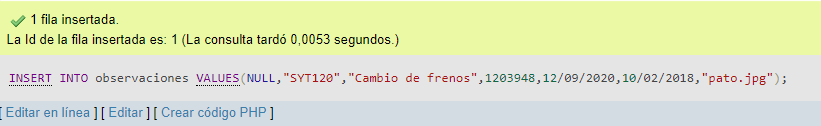 1 fila insertada.
La Id de la fila insertada es: 1 (La consulta tardó 0,0053 segundos.)
INSERT INTO observaciones VALUES(NULL,"SYT120","Cambio de frenos",1203948,12/09/2020,10/02/2018,"pato.jpg");
[ Editar en línea ] [ Editar ] [ Crear código PHP ]